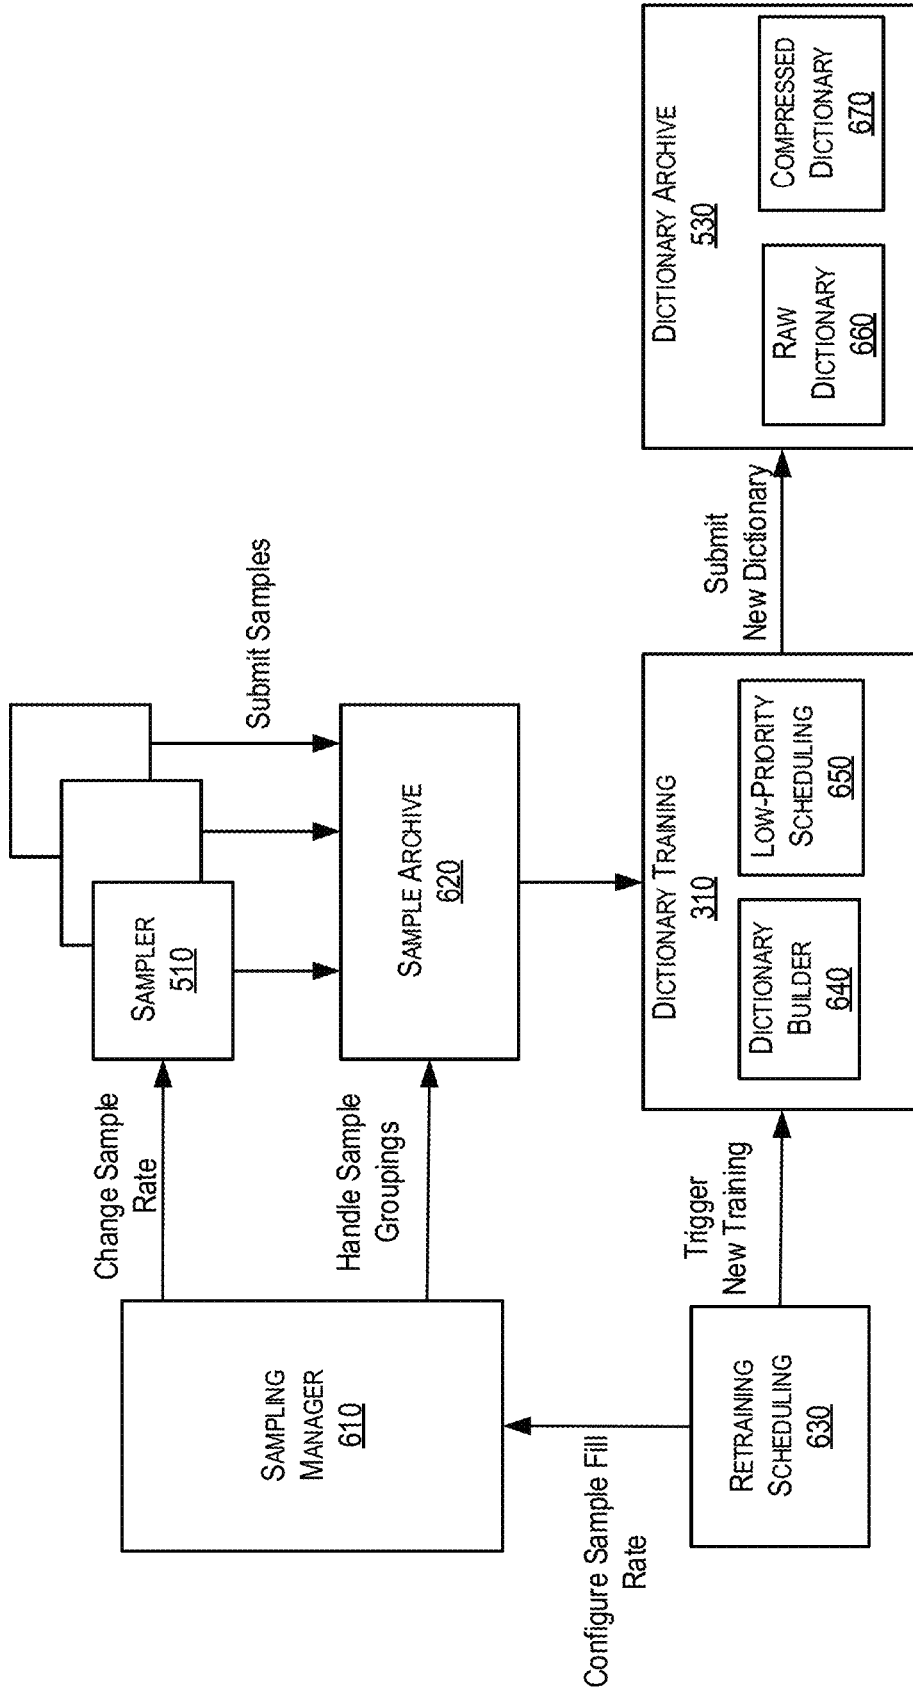 CHANGE SAMPLE
RATE
SAMPLER
510
Submit Samples
SAMPLING
MANAGER
610
Handle Sample
Groupings
SAMPLE ARCHIVE
620
Configure Sample Fill
Rate
RETRAINING
SCHEDULING
630
Trigger
New Training
DICTIONARY TRAINING
310
DICTIONARY
BUILDER
640
LOW-PRIORITY
SCHEDULING
650
Submit
New Dictionary
DICTIONARY ARCHIVE
530
RAW
DICTIONARY
660
COMPRESSED
DICTIONARY
670